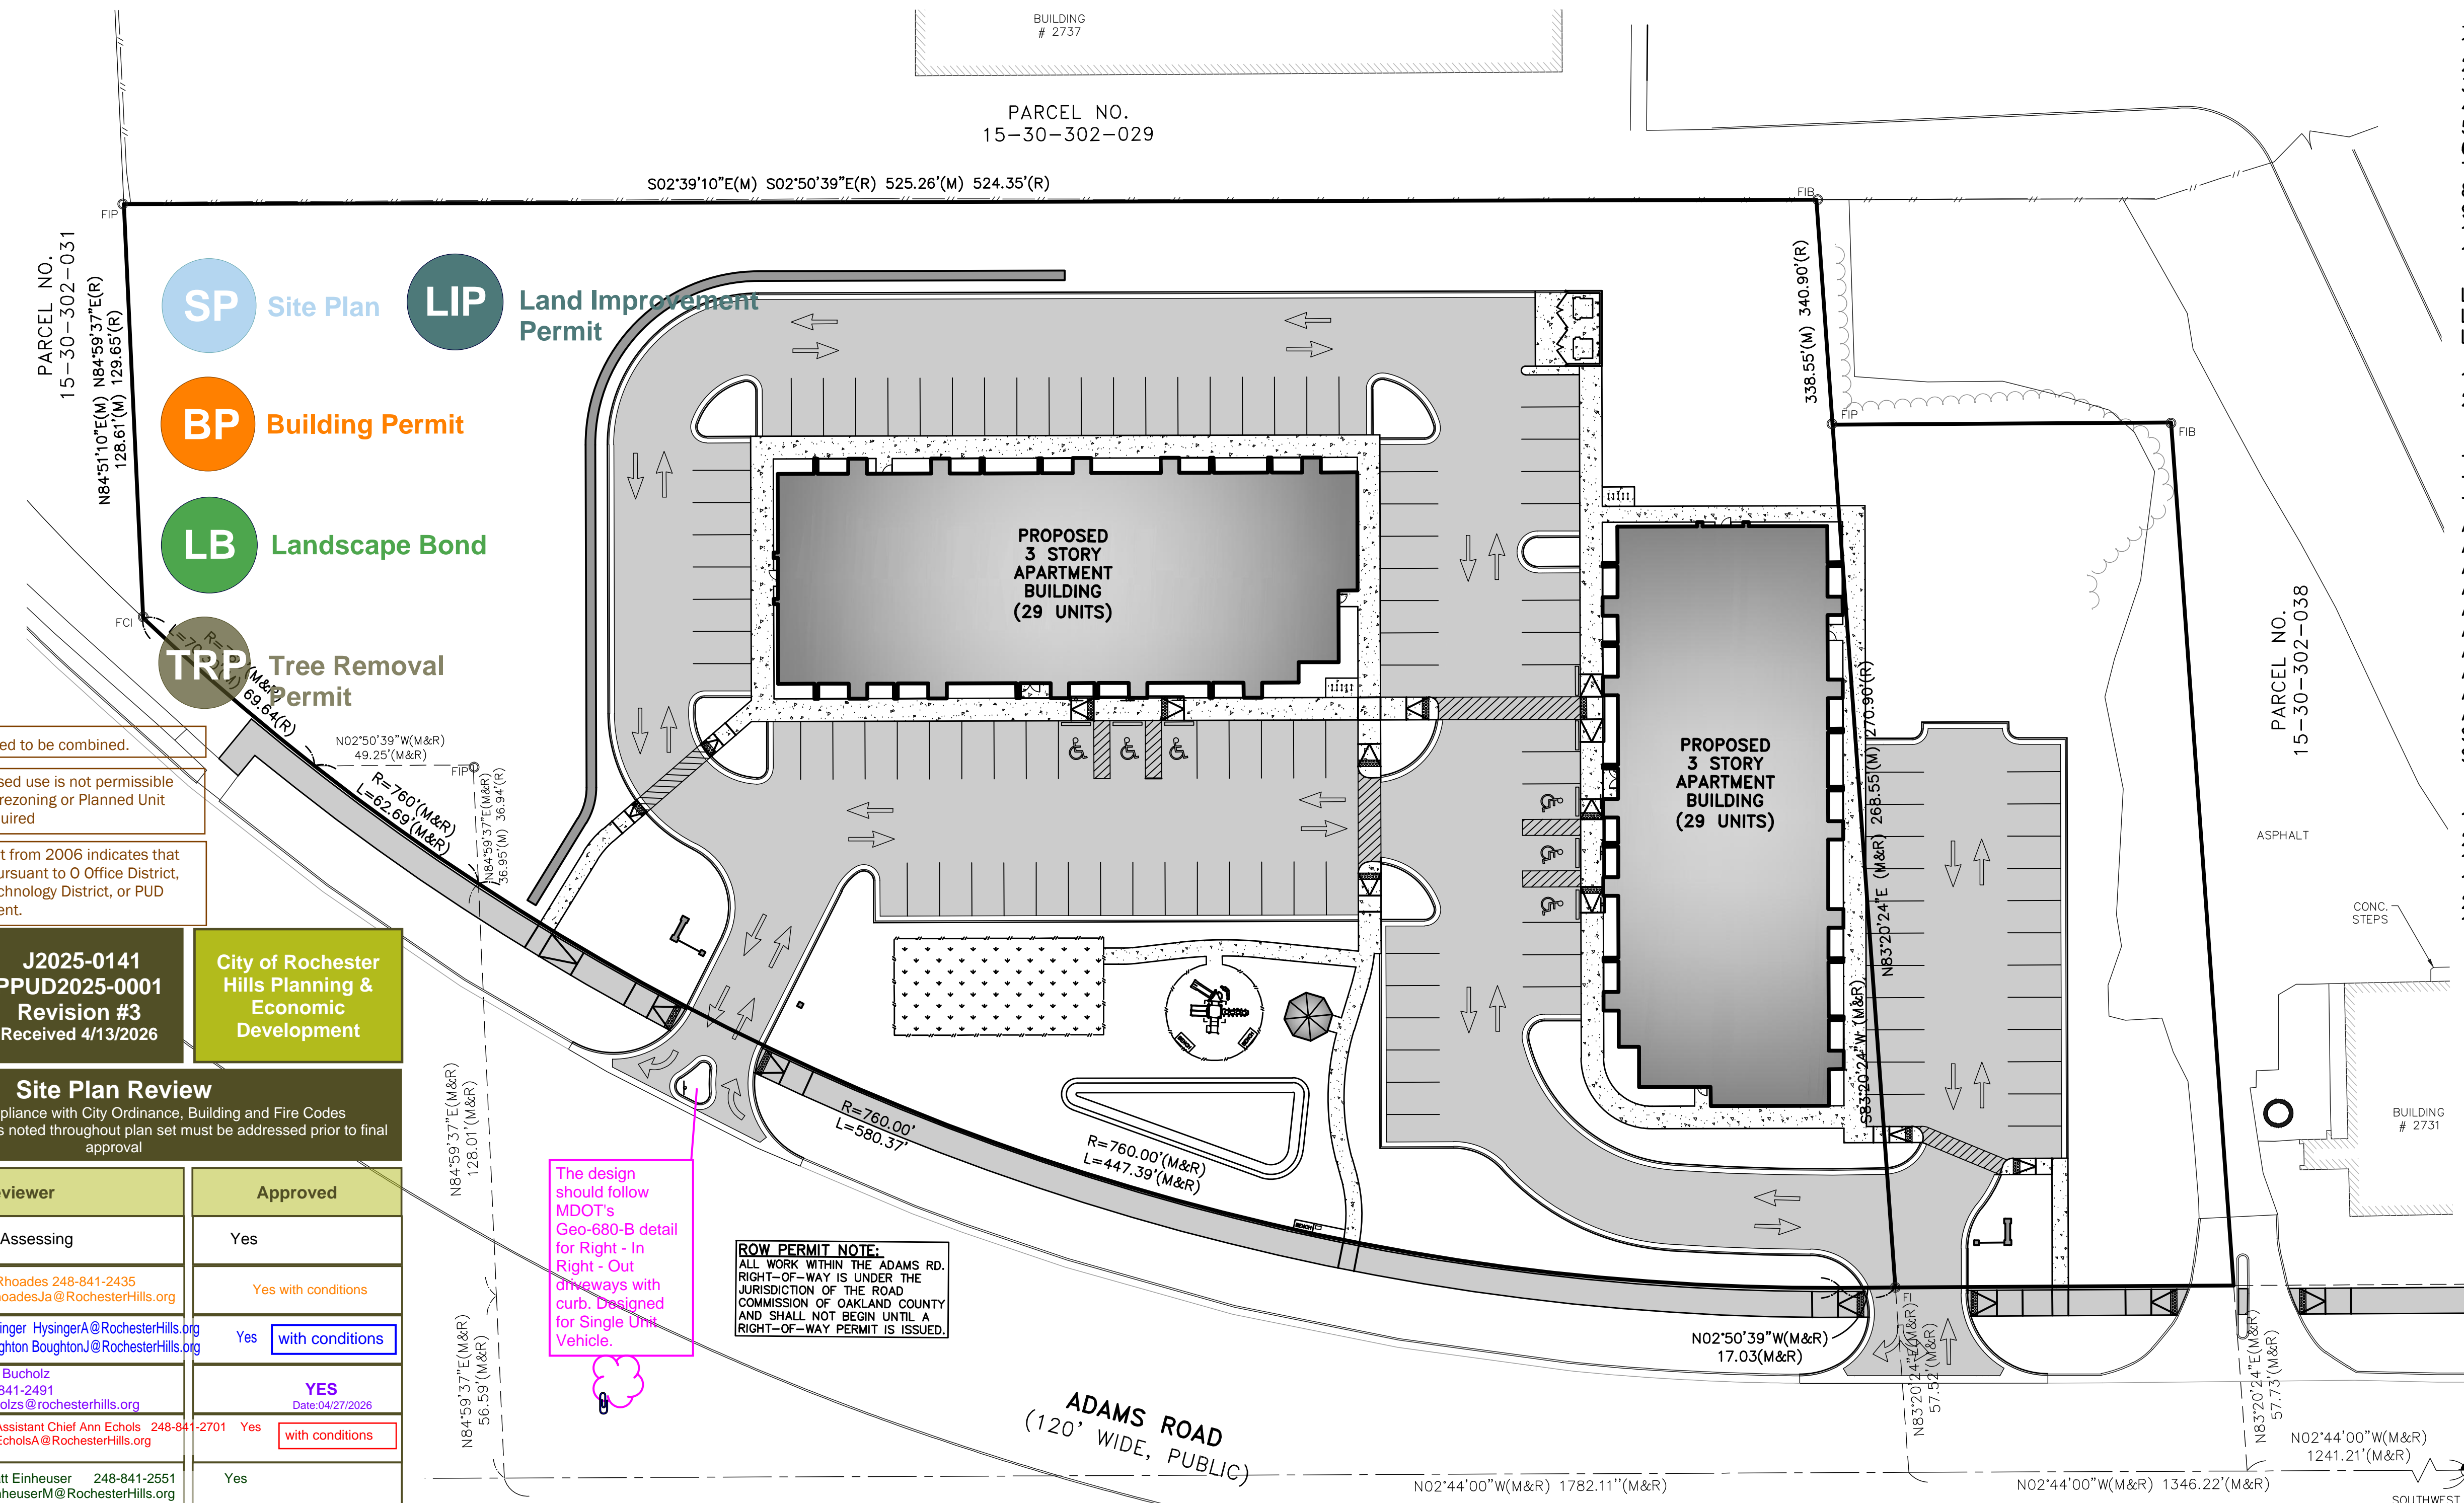 BUILDING
# 2737
PARCEL NO.
15-30-302-029
S02°39'10"E(M) S02°50'39"E(R) 525.26'(M) 524.35'(R)
FIP
FIB
PARCEL NO.
15-30-302-031
N84°51'10"E(M) N84°59'37"E(R)
128.61'(M) 129.65'(R)
SP Site Plan
LIP Land Improvement
Permit
BP Building Permit
LB Landscape Bond
TRP Tree Removal
Permit
338.55'(M) 340.90'(R)
FIP
FIB
FCI
69.64(R)
N02°50'39"W(M&R)
49.25'(M&R)
FIP
R=760'(M&R)
L=62.69'(M&R)
N84°59'37"E(M&R)
36.95'(M) 36.94'(R)
PROPOSED
3 STORY
APARTMENT
BUILDING
(29 UNITS)
PROPOSED
3 STORY
APARTMENT
BUILDING
(29 UNITS)
N83°20'24"E (M&R) 268.55'(M) 270.90'(R)
S83°20'24"W (M&R)
PARCEL NO.
15-30-302-038
ASPHALT
CONC.
STEPS
BUILDING
# 2731
ed to be combined.
sed use is not permissible
rezoning or Planned Unit
uired
t from 2006 indicates that
ursuant to O Office District,
chnology District, or PUD
ent.
J2025-0141
PPUD2025-0001
Revision #3
Received 4/13/2026
City of Rochester
Hills Planning &
Economic
Development
Site Plan Review
pliance with City Ordinance, Building and Fire Codes
s noted throughout plan set must be addressed prior to final
approval
eviewer
Approved
Assessing
Yes
Rhoades 248-841-2435
hoadesJa@RochesterHills.org
Yes with conditions
inger HysingerA@RochesterHills.org
ghton BoughtonJ@RochesterHills.org
Yes
with conditions
Bucholz
841-2491
olzs@rochesterhills.org
YES
Date:04/27/2026
Assistant Chief Ann Echols 248-841-2701
EcholsA@RochesterHills.org
Yes
with conditions
tt Einheuser 248-841-2551
nheuserM@RochesterHills.org
Yes
N84°59'37"E(M&R)
128.01'(M&R)
N84°59'37"E(M&R)
56.59'(M&R)
The design
should follow
MDOT's
Geo-680-B detail
for Right - In
Right - Out
driveways with
curb. Designed
for Single Unit
Vehicle.
ROW PERMIT NOTE:
ALL WORK WITHIN THE ADAMS RD.
RIGHT-OF-WAY IS UNDER THE
JURISDICTION OF THE ROAD
COMMISSION OF OAKLAND COUNTY
AND SHALL NOT BEGIN UNTIL A
RIGHT-OF-WAY PERMIT IS ISSUED.
R=760.00'
L=580.37'
R=760.00'(M&R)
L=447.39'(M&R)
BENCH
BENCH
BENCH
ADAMS ROAD
(120' WIDE, PUBLIC)
N02°50'39"W(M&R)
17.03(M&R)
FI
N83°20'24"E(M&R)
57.52'(M&R)
N83°20'24"E(M&R)
57.73'(M&R)
N02°44'00"W(M&R)
1241.21'(M&R)
N02°44'00"W(M&R) 1782.11''(M&R)
N02°44'00"W(M&R) 1346.22'(M&R)
SOUTHWEST